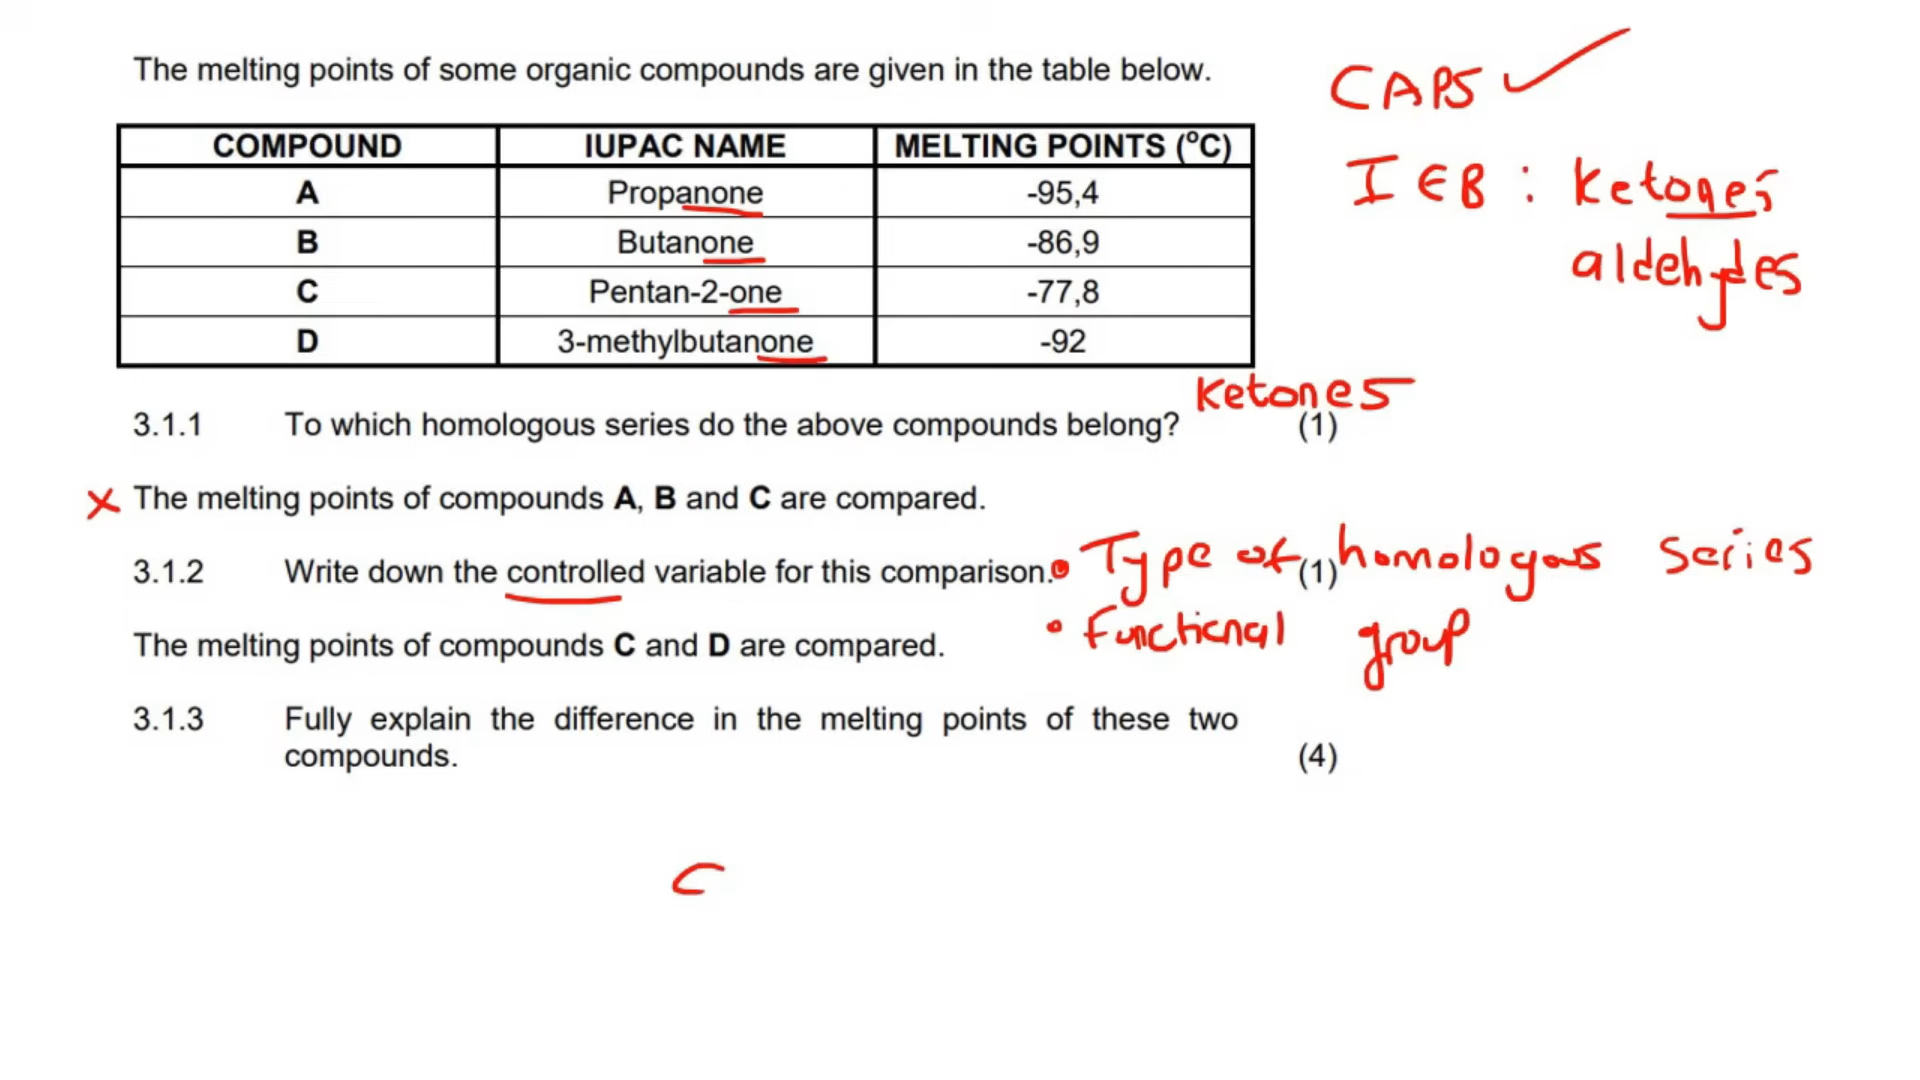 The melting points of some organic compounds are given in the table below.
CAPS
COMPOUND IUPAC NAME MELTING POINTS (°C)
A Propanone -95,4
IEB : ketones
B Butanone -86,9
aldehydes
C Pentan-2-one -77,8
D 3-methylbutanone -92
ketones
3.1.1 To which homologous series do the above compounds belong? (1)
x The melting points of compounds A, B and C are compared.
3.1.2 Write down the controlled variable for this comparison. (1)
• Type of homologous series
• Functional group
The melting points of compounds C and D are compared.
3.1.3 Fully explain the difference in the melting points of these two
compounds. (4)